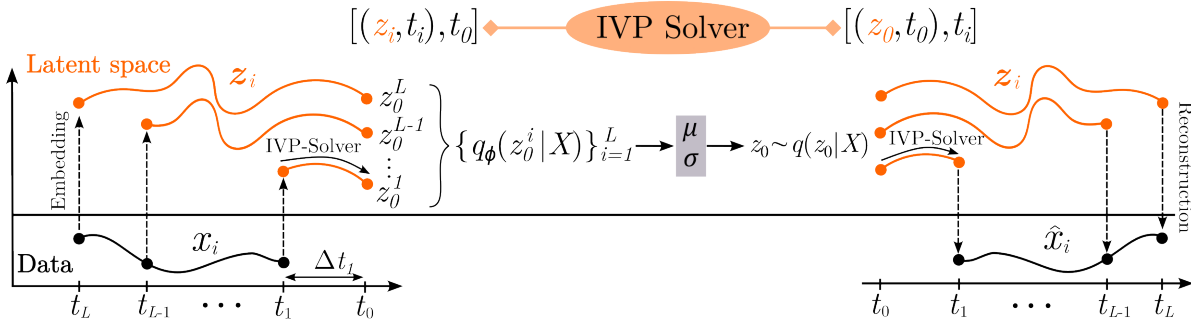 [(z_i, t_i), t_0] IVP Solver [(z_0, t_0), t_i]
Latent space
z_i
z_0^L
z_0^{L-1}
⋮
z_0^1
IVP-Solver
Embedding
{q_ϕ(z_0^i|X)}_{i=1}^L
μ
σ
z_0 ~ q(z_0|X)
z_i
IVP-Solver
Reconstruction
Data
x_i
Δt_1
t_L t_{L-1} ··· t_1 t_0
x̂_i
t_0 t_1 ··· t_{L-1} t_L